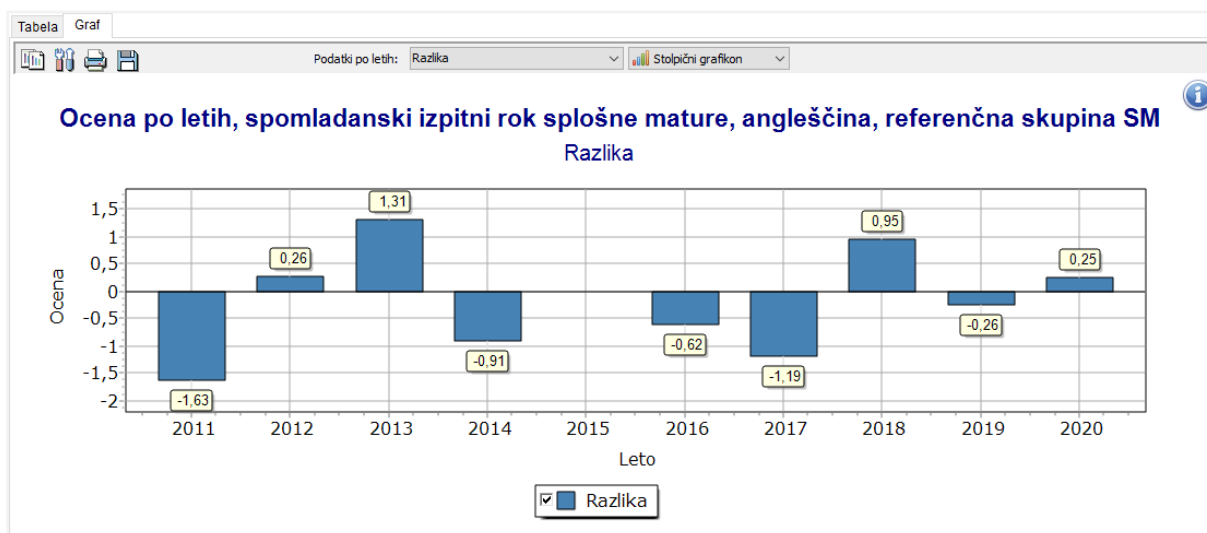 Tabela Graf
Podatki po letih: Razlika Stolpični grafikon
Ocena po letih, spomladanski izpitni rok splošne mature, angleščina, referenčna skupina SM
Razlika
Ocena
1,5
1
0,5
0
-0,5
-1
-1,5
-2
-1,63
0,26
1,31
-0,91
-0,62
-1,19
0,95
-0,26
0,25
2011 2012 2013 2014 2015 2016 2017 2018 2019 2020
Leto
Razlika